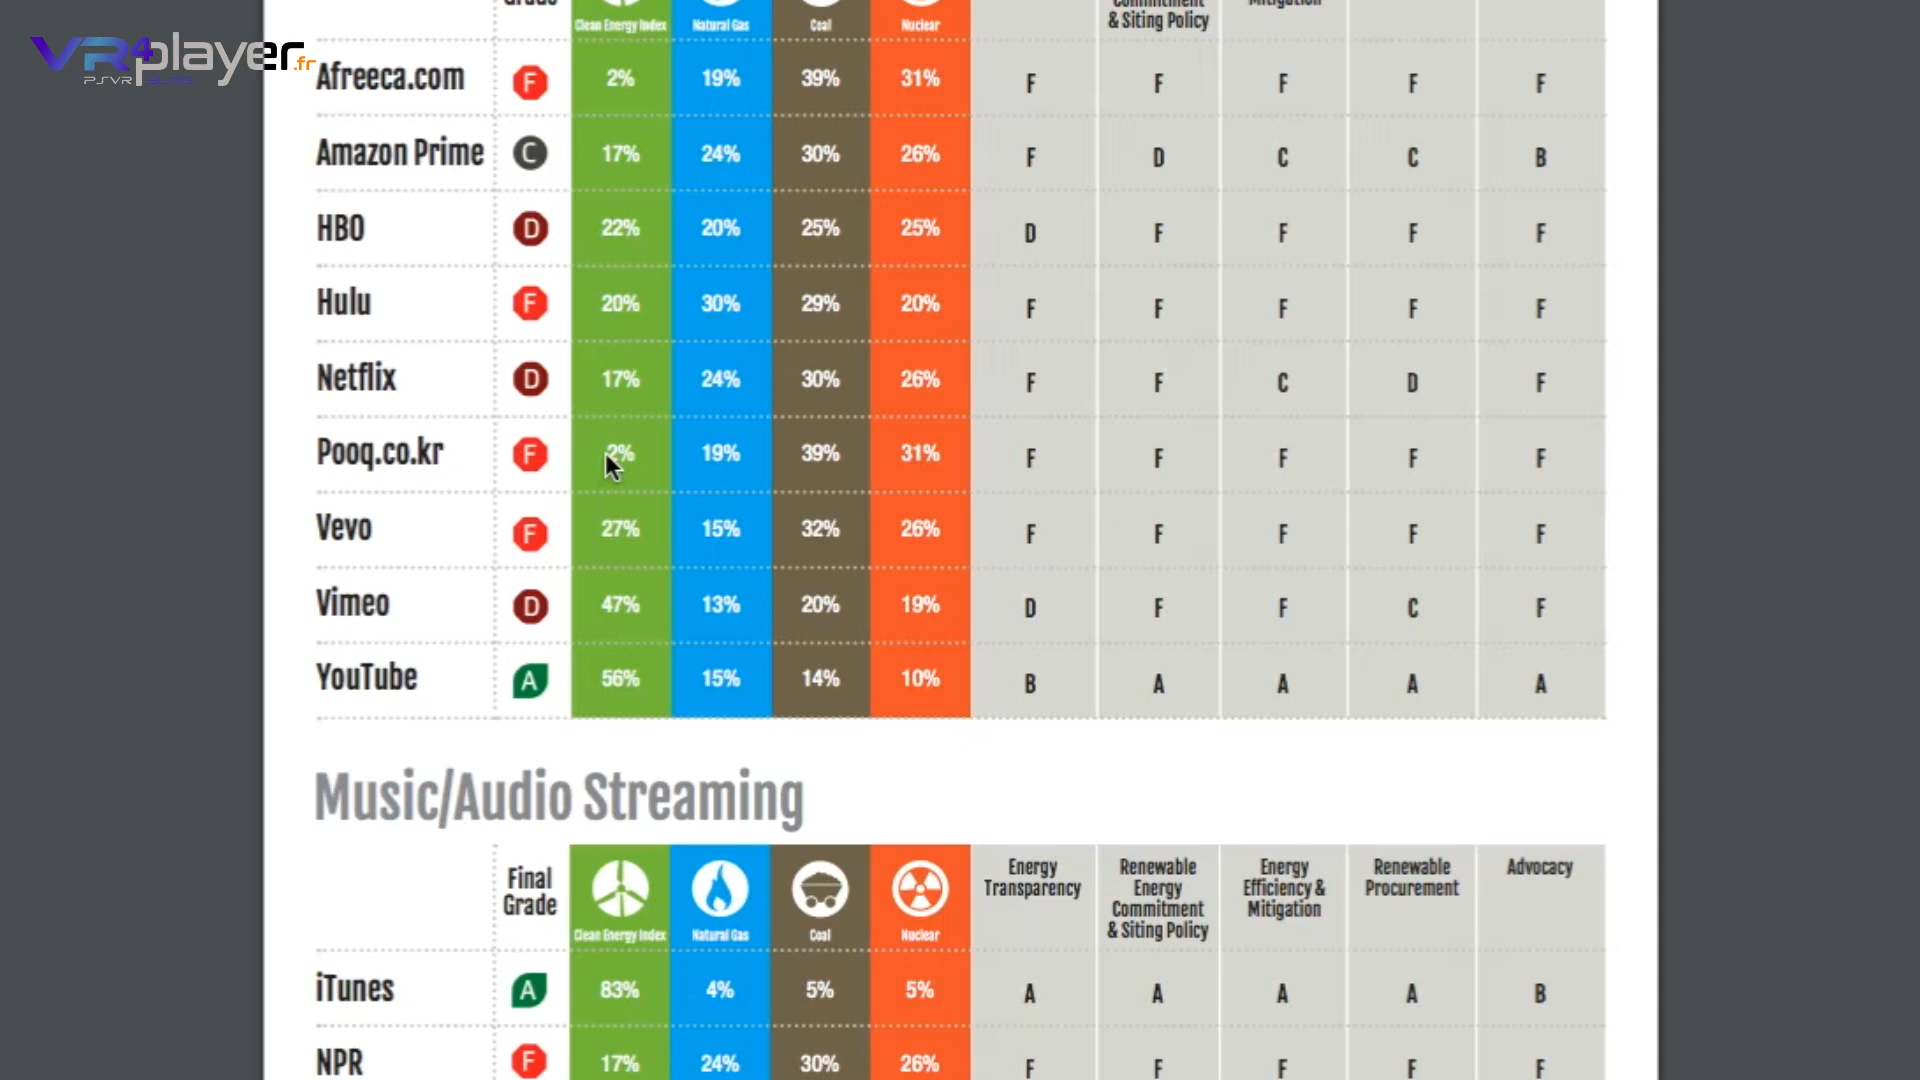 Grade Clean Energy Index Natural Gas Coal Nuclear Commitment & Siting Policy Mitigation
VR4player.fr
PSVR BLOG
Afreeca.com F 2% 19% 39% 31% F F F F F
Amazon Prime C 17% 24% 30% 26% F D C C B
HBO D 22% 20% 25% 25% D F F F F
Hulu F 20% 30% 29% 20% F F F F F
Netflix D 17% 24% 30% 26% F F C D F
Pooq.co.kr F 2% 19% 39% 31% F F F F F
Vevo F 27% 15% 32% 26% F F F F F
Vimeo D 47% 13% 20% 19% D F F C F
YouTube A 56% 15% 14% 10% B A A A A
Music/Audio Streaming
Final Grade Clean Energy Index Natural Gas Coal Nuclear Energy Transparency Renewable Energy Commitment & Siting Policy Energy Efficiency & Mitigation Renewable Procurement Advocacy
iTunes A 83% 4% 5% 5% A A A A B
NPR F 17% 24% 30% 26% F F F F F